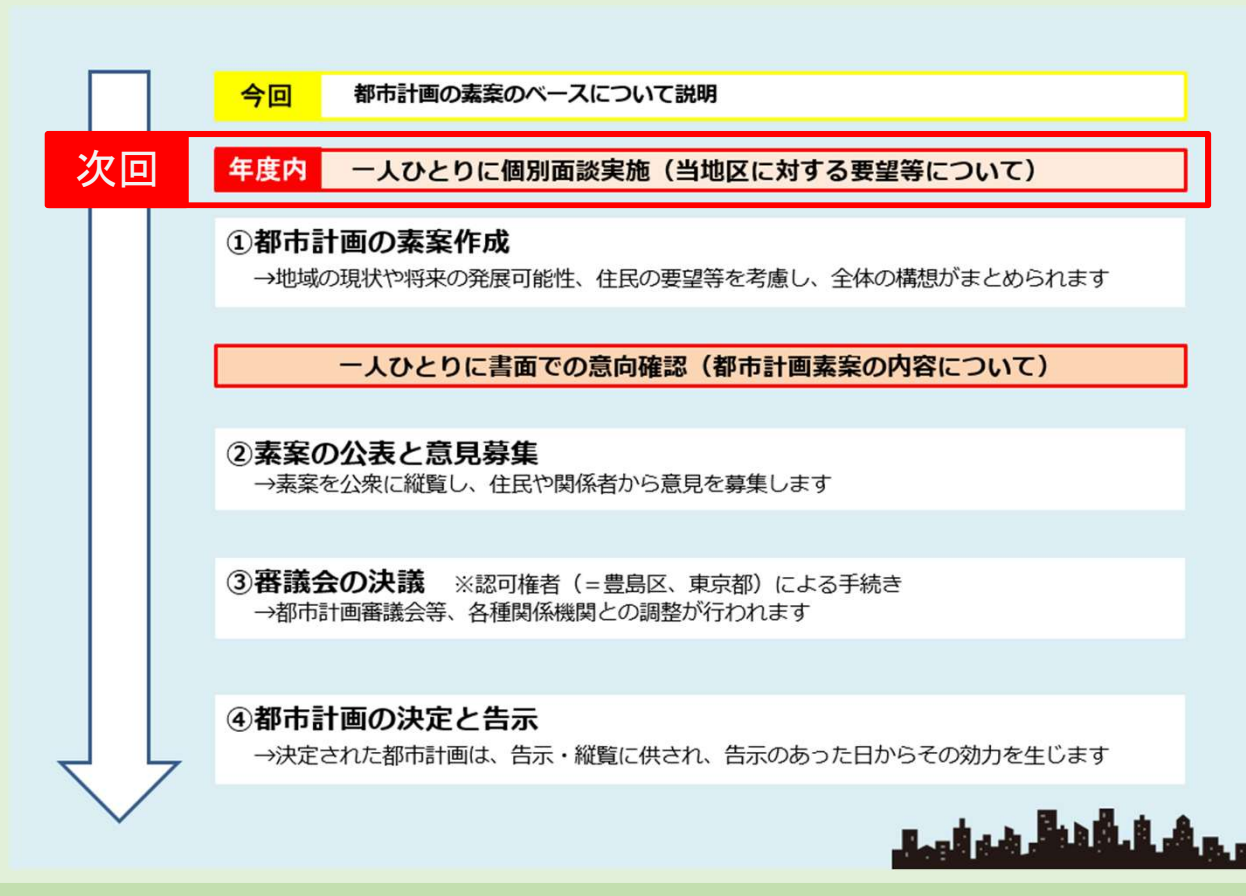 今回 都市計画の素案のベースについて説明
次回 年度内 一人ひとりに個別面談実施（当地区に対する要望等について）
①都市計画の素案作成
→地域の現状や将来の発展可能性、住民の要望等を考慮し、全体の構想がまとめられます
一人ひとりに書面での意向確認（都市計画素案の内容について）
②素案の公表と意見募集
→素案を公衆に縦覧し、住民や関係者から意見を募集します
③審議会の決議 ※認可権者（＝豊島区、東京都）による手続き
→都市計画審議会等、各種関係機関との調整が行われます
④都市計画の決定と告示
→決定された都市計画は、告示・縦覧に供され、告示のあった日からその効力を生じます